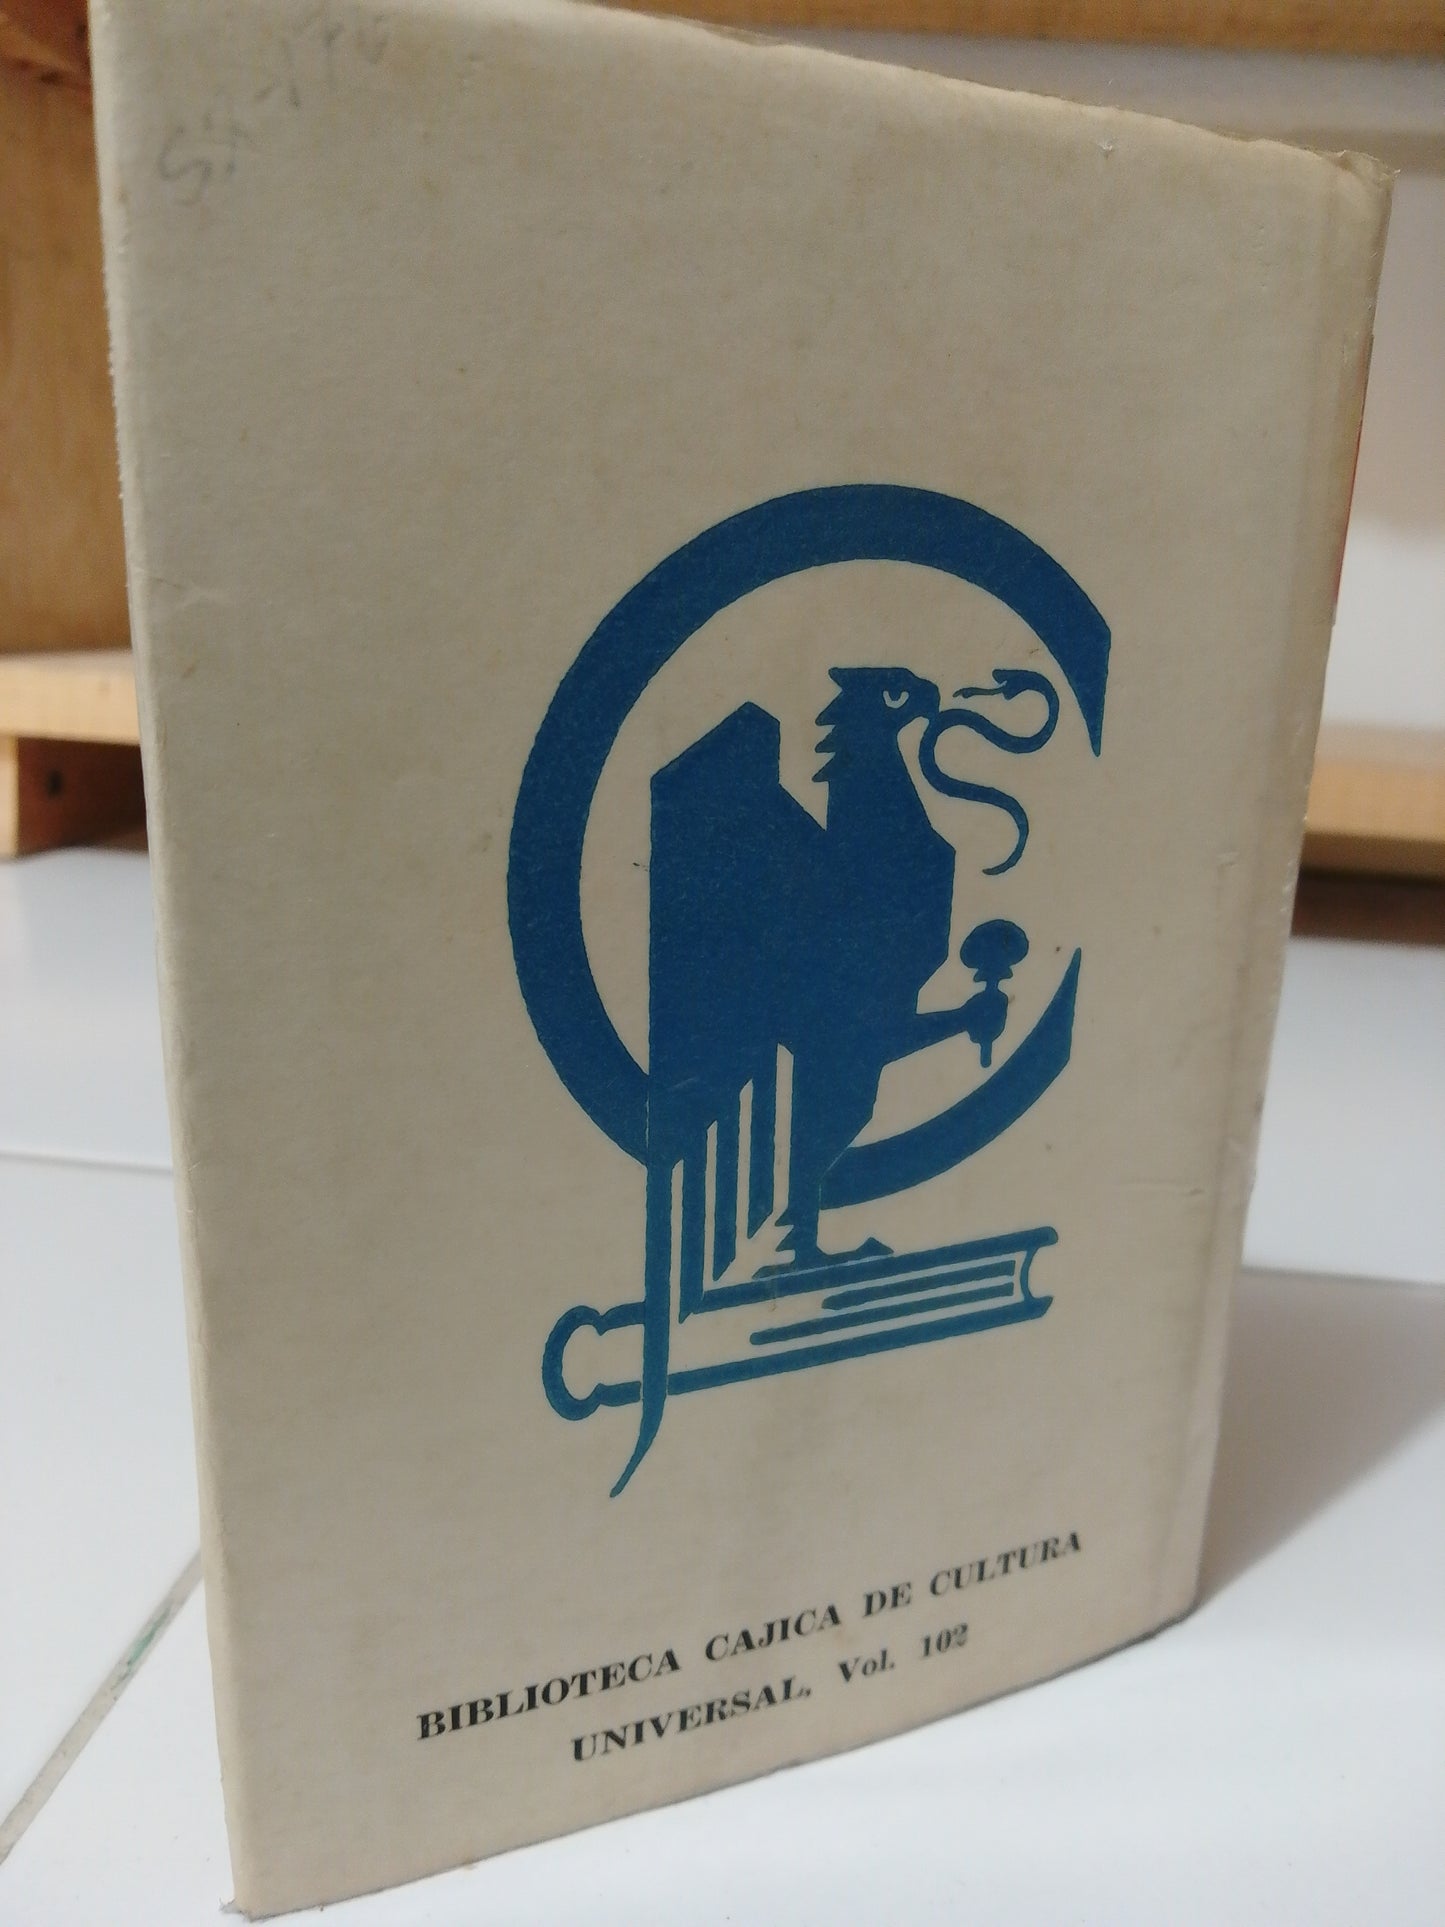 BIBLIOTECA CAJICA DE CULTURA
UNIVERSAL, Vol. 102